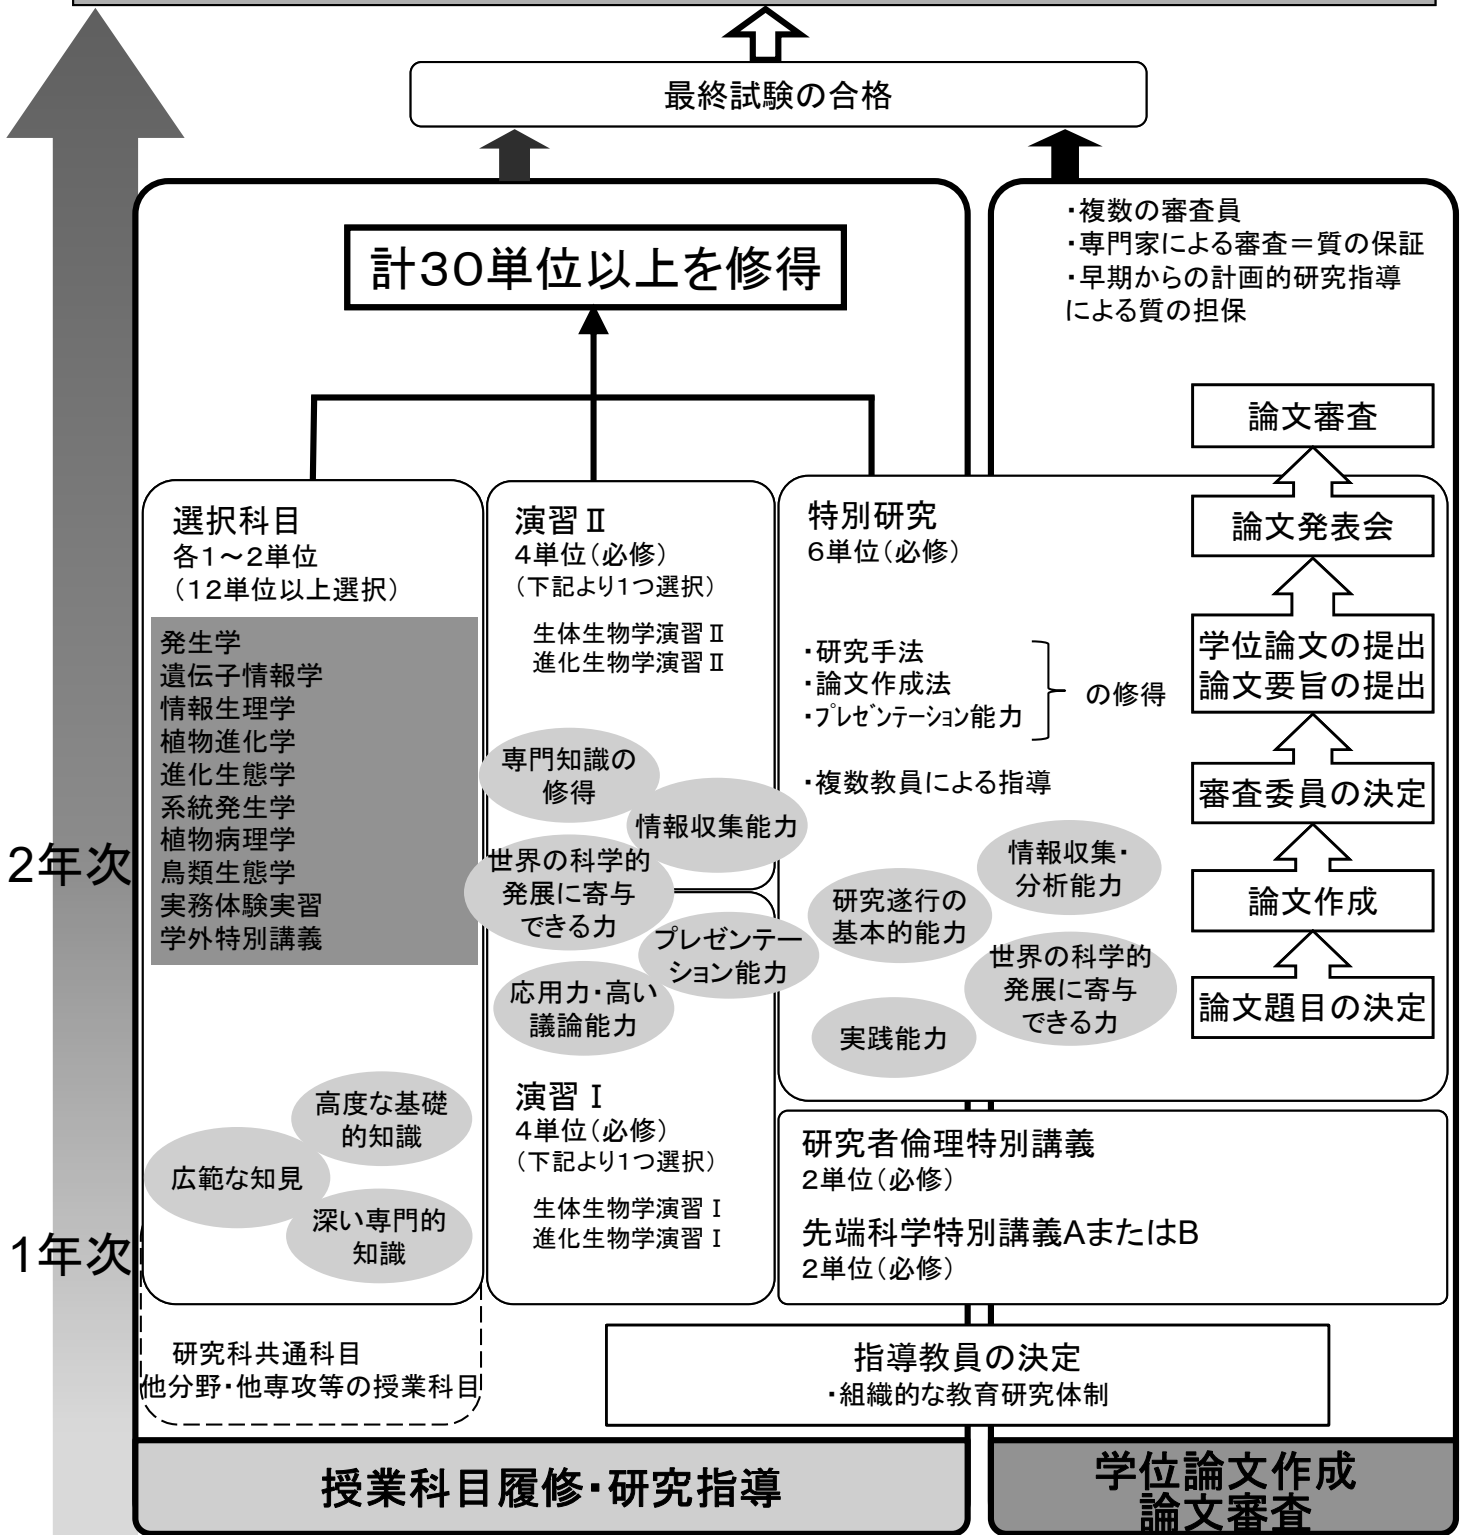 最終試験の合格
計30単位以上を修得
・複数の審査員
・専門家による審査＝質の保証
・早期からの計画的研究指導
による質の担保
論文審査
論文発表会
学位論文の提出
論文要旨の提出
審査委員の決定
論文作成
論文題目の決定
選択科目
各1～2単位
（12単位以上選択）
発生学
遺伝子情報学
情報生理学
植物進化学
進化生態学
系統発生学
植物病理学
鳥類生態学
実務体験実習
学外特別講義
演習Ⅱ
4単位（必修）
（下記より1つ選択）
生体生物学演習Ⅱ
進化生物学演習Ⅱ
専門知識の
修得
情報収集能力
世界の科学的
発展に寄与
できる力
プレゼンテー
ション能力
応用力・高い
議論能力
特別研究
6単位（必修）
・研究手法
・論文作成法
・ﾌﾟﾚｾﾞﾝﾃｰｼｮﾝ能力
の修得
・複数教員による指導
情報収集・
分析能力
研究遂行の
基本的能力
世界の科学的
発展に寄与
できる力
実践能力
2年次
高度な基礎
的知識
広範な知見
深い専門的
知識
演習Ⅰ
4単位（必修）
（下記より1つ選択）
生体生物学演習Ⅰ
進化生物学演習Ⅰ
研究者倫理特別講義
2単位（必修）
先端科学特別講義AまたはB
2単位（必修）
1年次
研究科共通科目
他分野・他専攻等の授業科目
指導教員の決定
・組織的な教育研究体制
授業科目履修・研究指導
学位論文作成
論文審査